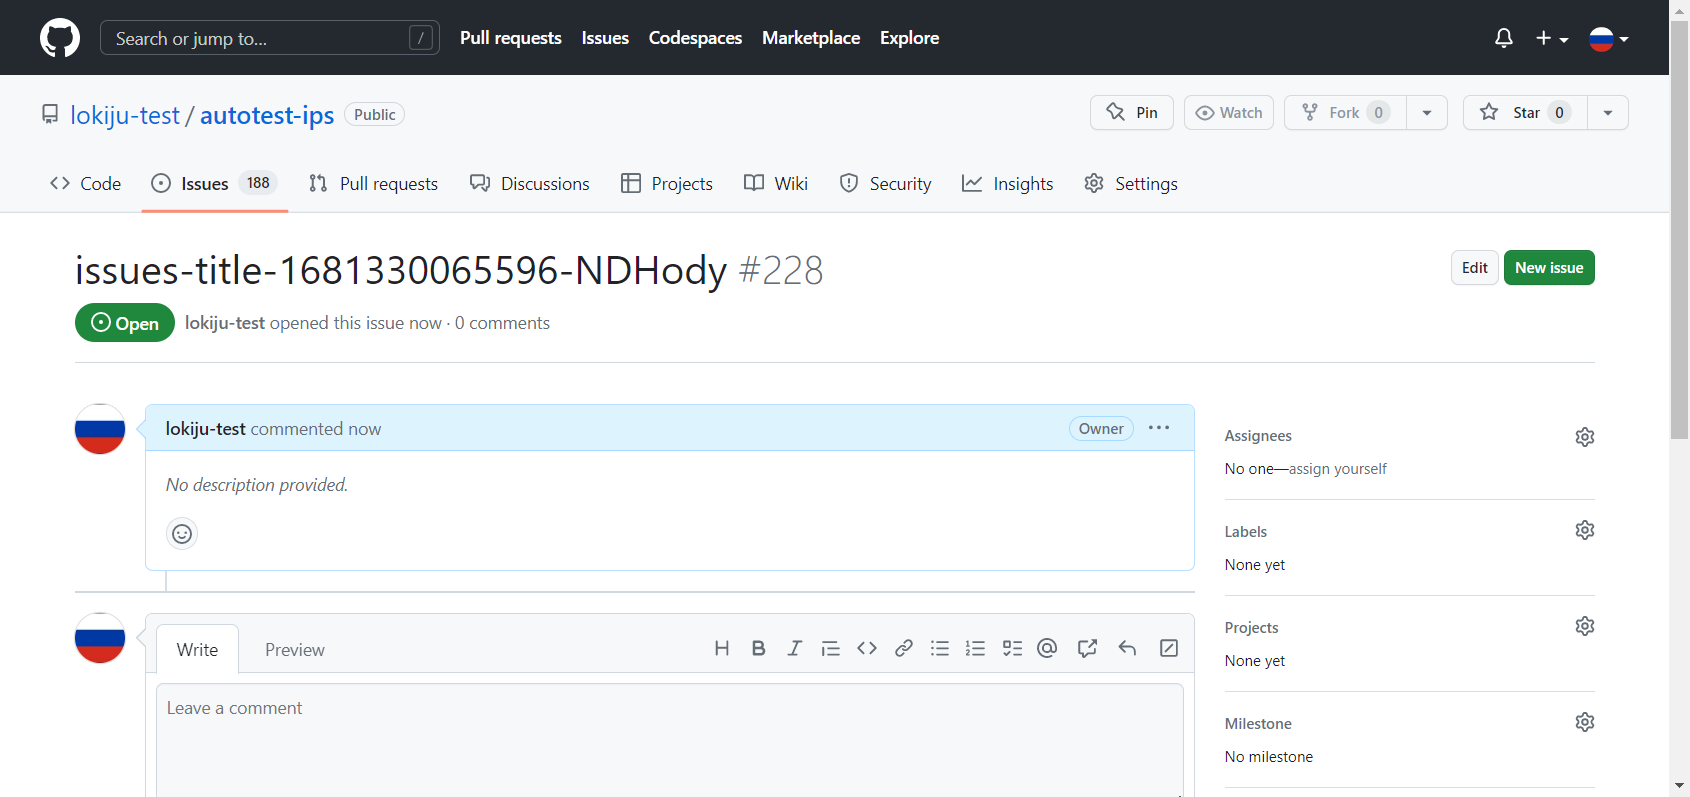 Search or jump to... /
Pull requests Issues Codespaces Marketplace Explore
lokiju-test / autotest-ips Public
Pin Watch Fork 0 Star 0
Code Issues 188 Pull requests Discussions Projects Wiki Security Insights Settings
issues-title-1681330065596-NDHody #228
Edit New issue
Open lokiju-test opened this issue now · 0 comments
lokiju-test commented now Owner
No description provided.
Write Preview
Leave a comment
Assignees
No one—assign yourself
Labels
None yet
Projects
None yet
Milestone
No milestone